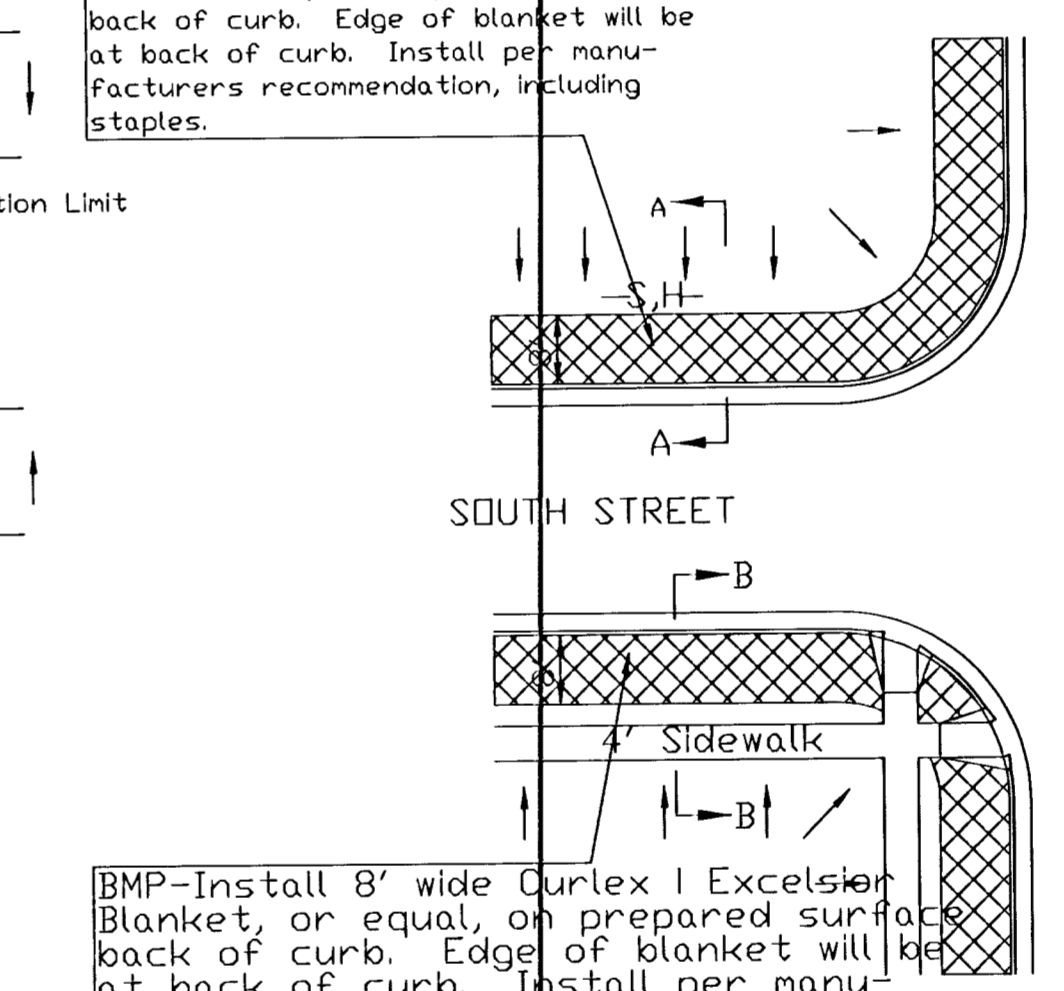 back of curb. Edge of blanket will be
at back of curb. Install per manu-
facturers recommendation, including
staples.
tion Limit
A
S,H
8'
A
SOUTH STREET
B
8'
4' Sidewalk
B
BMP-Install 8' wide Curlex I Excelsior
Blanket, or equal, on prepared surface
back of curb. Edge of blanket will be
at back of curb. Install per manu-